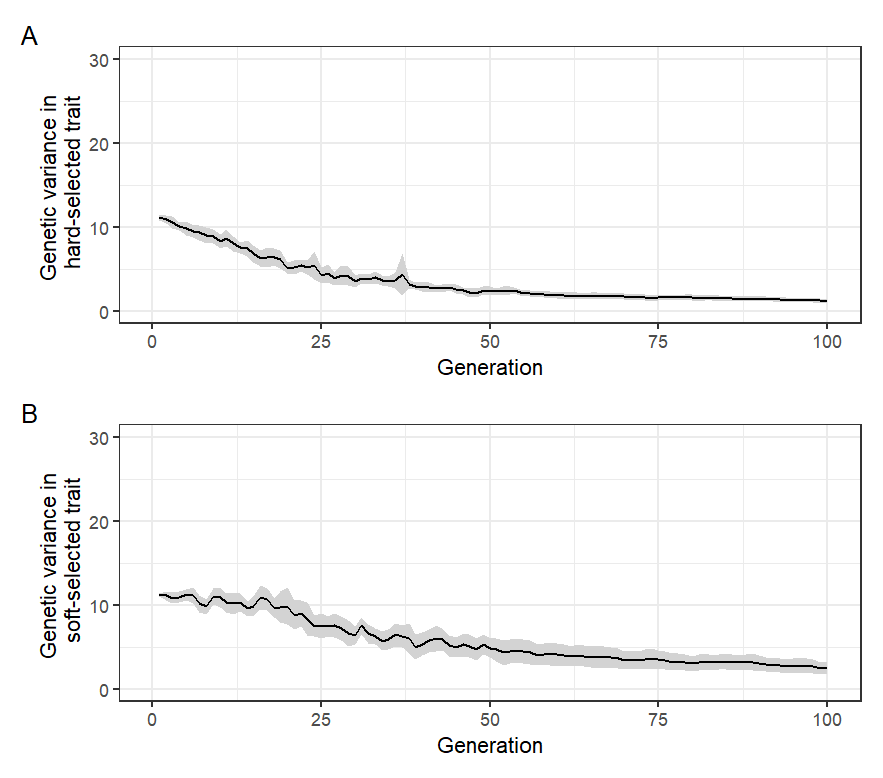 A
Genetic variance in
hard-selected trait
30
20
10
0
0 25 50 75 100
Generation
B
Genetic variance in
soft-selected trait
30
20
10
0
0 25 50 75 100
Generation